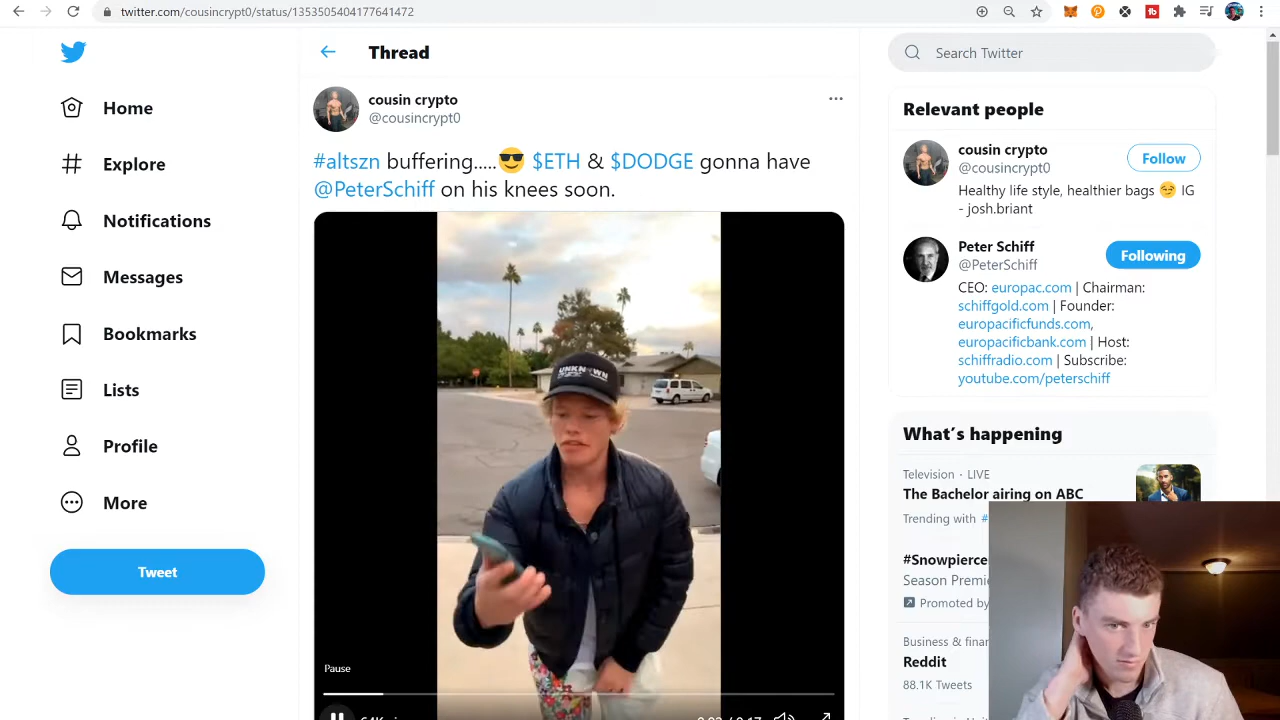 twitter.com/cousincrypt0/status/1353505404177641472
Home
Explore
Notifications
Messages
Bookmarks
Lists
Profile
More
Tweet
Thread
cousin crypto
@cousincrypt0
#altszn buffering.....😎 $ETH & $DODGE gonna have
@PeterSchiff on his knees soon.
UNKNOWN
Pause
Search Twitter
Relevant people
cousin crypto
@cousincrypt0
Follow
Healthy life style, healthier bags 😏 IG
- josh.briant
Peter Schiff
@PeterSchiff
Following
CEO: europac.com | Chairman:
schiffgold.com | Founder:
europacificfunds.com,
europacificbank.com | Host:
schiffradio.com | Subscribe:
youtube.com/peterschiff
What's happening
Television · LIVE
The Bachelor airing on ABC
Trending with #
#Snowpierce
Season Premi
Promoted by
Business & finan
Reddit
88.1K Tweets